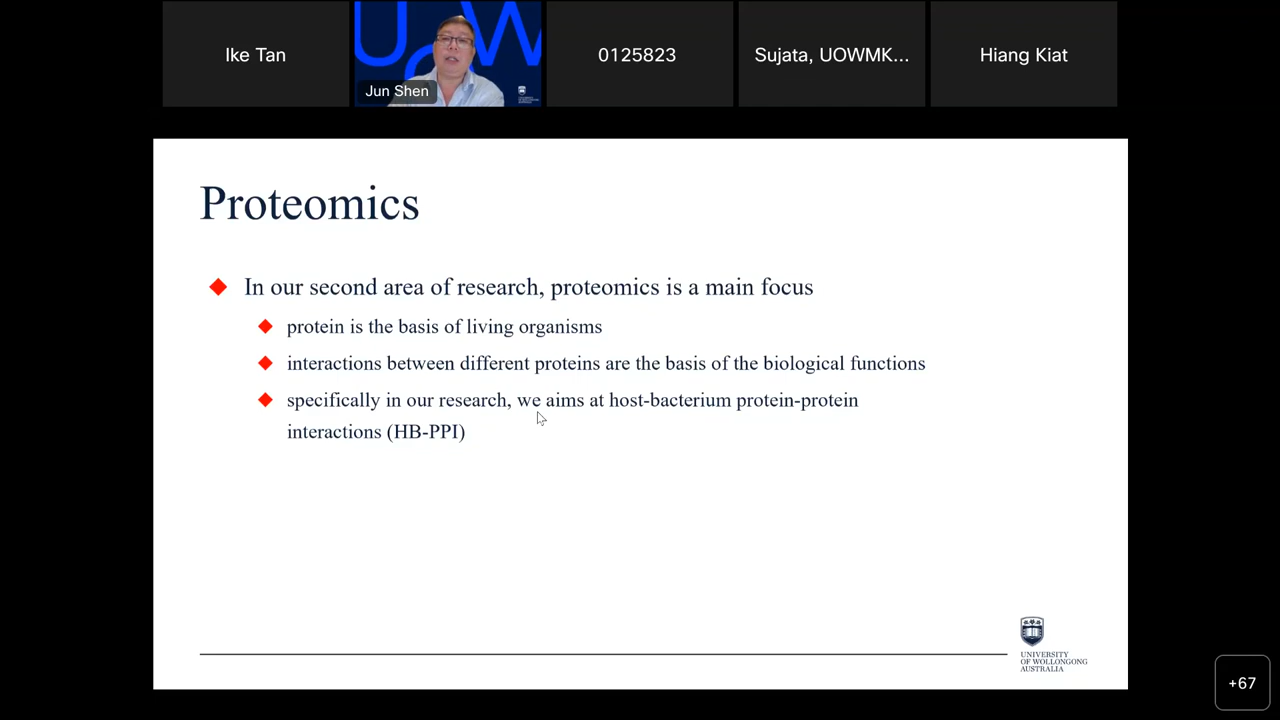 Ike Tan
UOW
Jun Shen
0125823
Sujata, UOWMK...
Hiang Kiat
Proteomics
In our second area of research, proteomics is a main focus
protein is the basis of living organisms
interactions between different proteins are the basis of the biological functions
specifically in our research, we aims at host-bacterium protein-protein
interactions (HB-PPI)
UNIVERSITY
OF WOLLONGONG
AUSTRALIA
+67